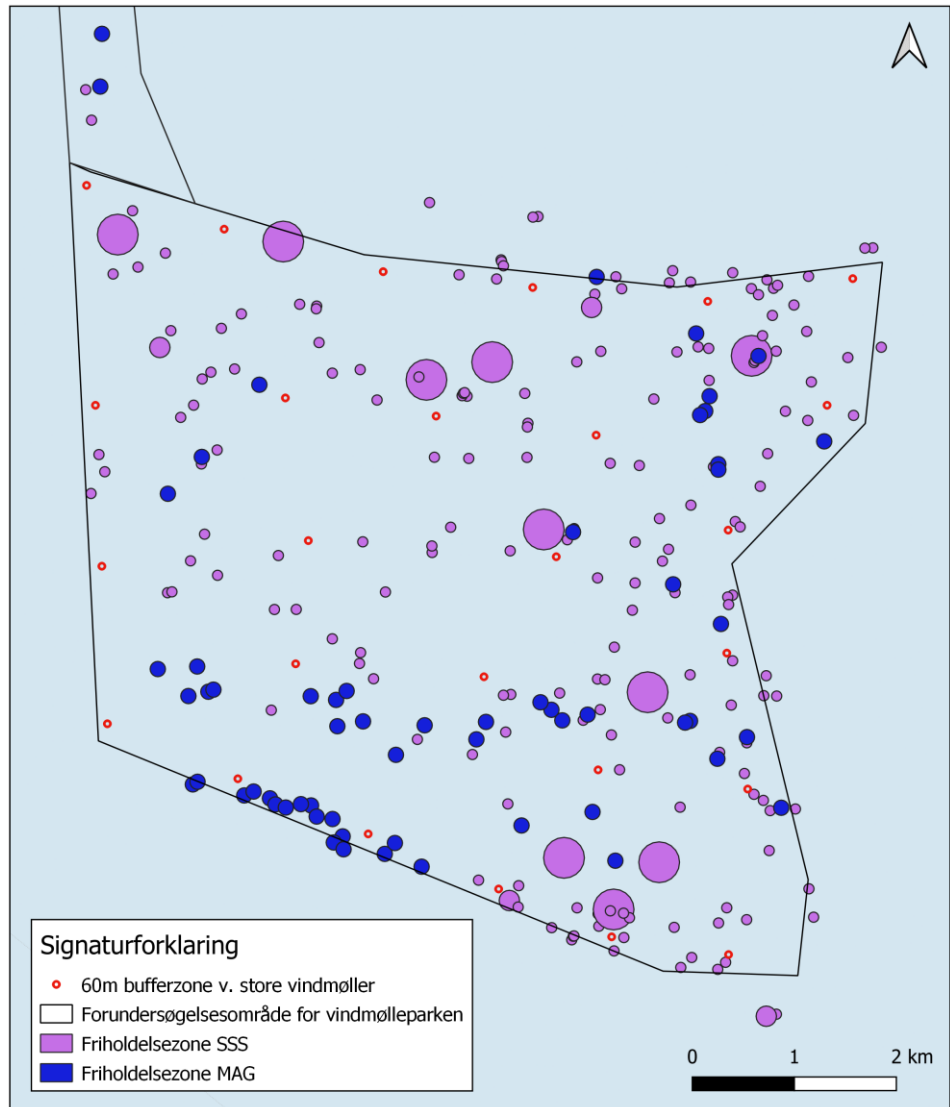 Signaturforklaring
60m bufferzone v. store vindmøller
Forundersøgelsesområde for vindmølleparken
Friholdelsezone SSS
Friholdelsezone MAG
0 1 2 km